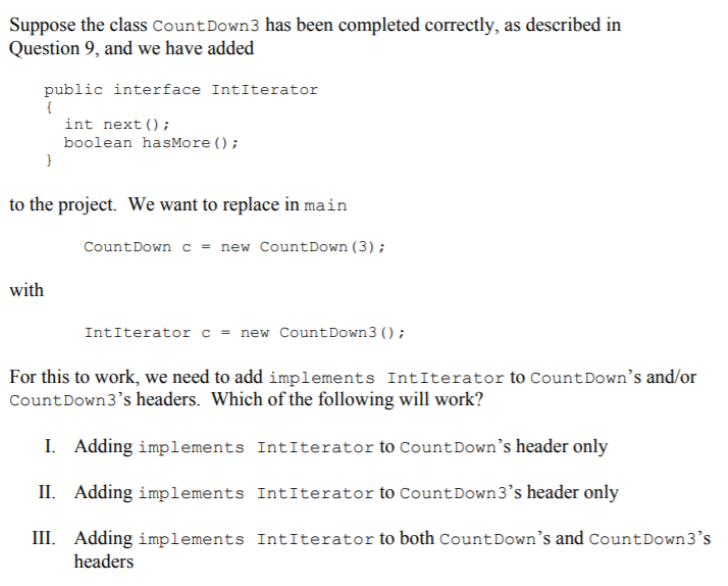 Suppose the class CountDown3 has been completed correctly, as described in
Question 9, and we have added
public interface IntIterator
{
int next();
boolean hasMore();
}
to the project. We want to replace in main
CountDown c = new CountDown(3);
with
IntIterator c = new CountDown3();
For this to work, we need to add implements IntIterator to CountDown's and/or
CountDown3's headers. Which of the following will work?
I. Adding implements IntIterator to CountDown's header only
II. Adding implements IntIterator to CountDown3's header only
III. Adding implements IntIterator to both CountDown's and CountDown3's
headers